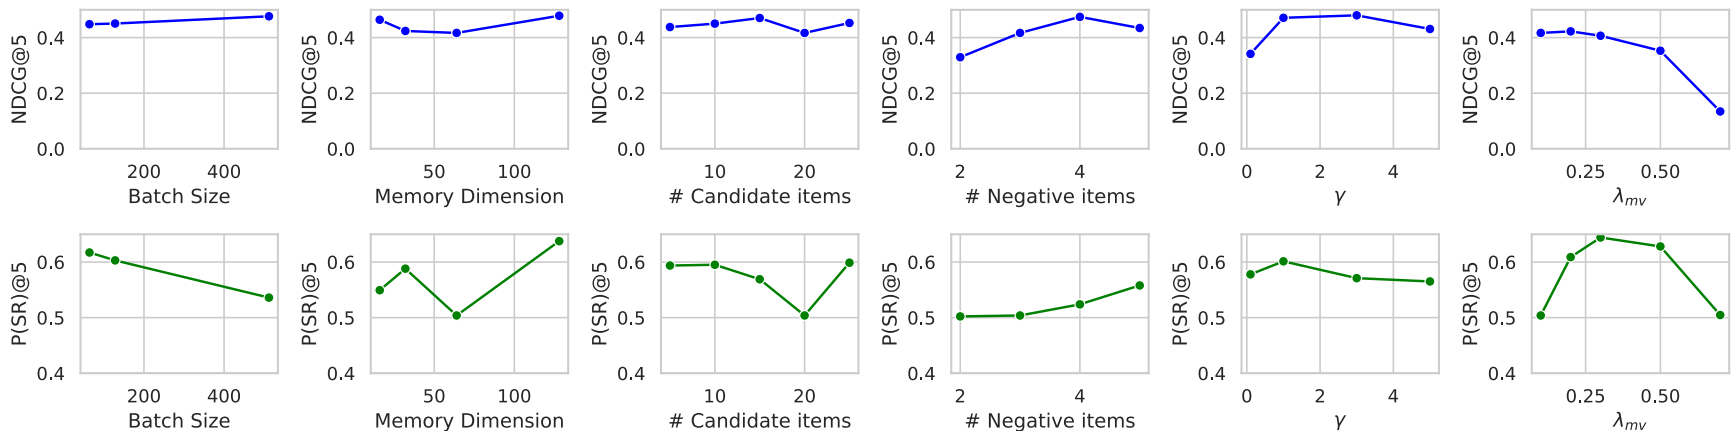 NDCG@5
0.4
0.2
0.0
200
400
Batch Size
NDCG@5
0.4
0.2
0.0
50
100
Memory Dimension
NDCG@5
0.4
0.2
0.0
10
20
# Candidate items
NDCG@5
0.4
0.2
0.0
2
4
# Negative items
NDCG@5
0.4
0.2
0.0
0
2
4
γ
NDCG@5
0.4
0.2
0.0
0.25
0.50
λmv
P(SR)@5
0.6
0.5
0.4
200
400
Batch Size
P(SR)@5
0.6
0.5
0.4
50
100
Memory Dimension
P(SR)@5
0.6
0.5
0.4
10
20
# Candidate items
P(SR)@5
0.6
0.5
0.4
2
4
# Negative items
P(SR)@5
0.6
0.5
0.4
0
2
4
γ
P(SR)@5
0.6
0.5
0.4
0.25
0.50
λmv